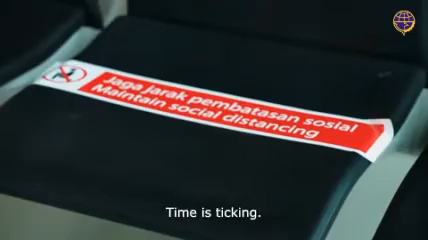 Jaga jarak pembatasan sosial
Maintain social distancing
Time is ticking.